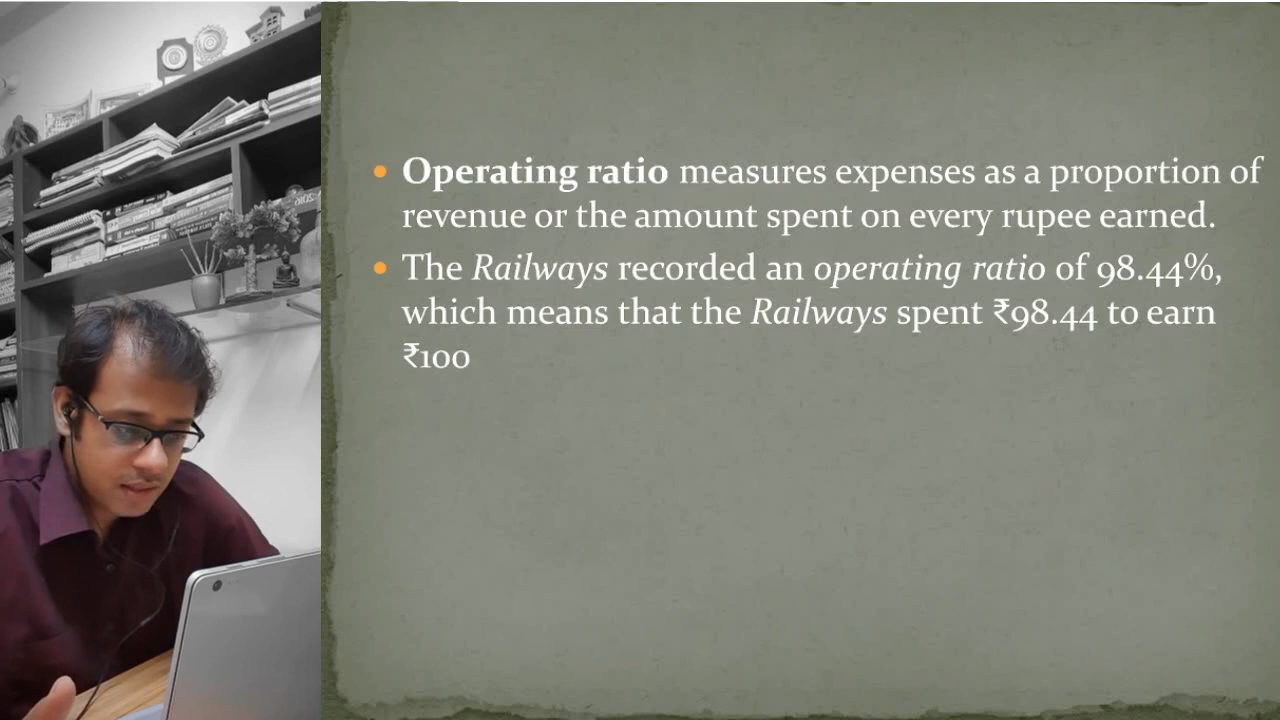 Operating ratio measures expenses as a proportion of
revenue or the amount spent on every rupee earned.
The Railways recorded an operating ratio of 98.44%,
which means that the Railways spent ₹98.44 to earn
₹100